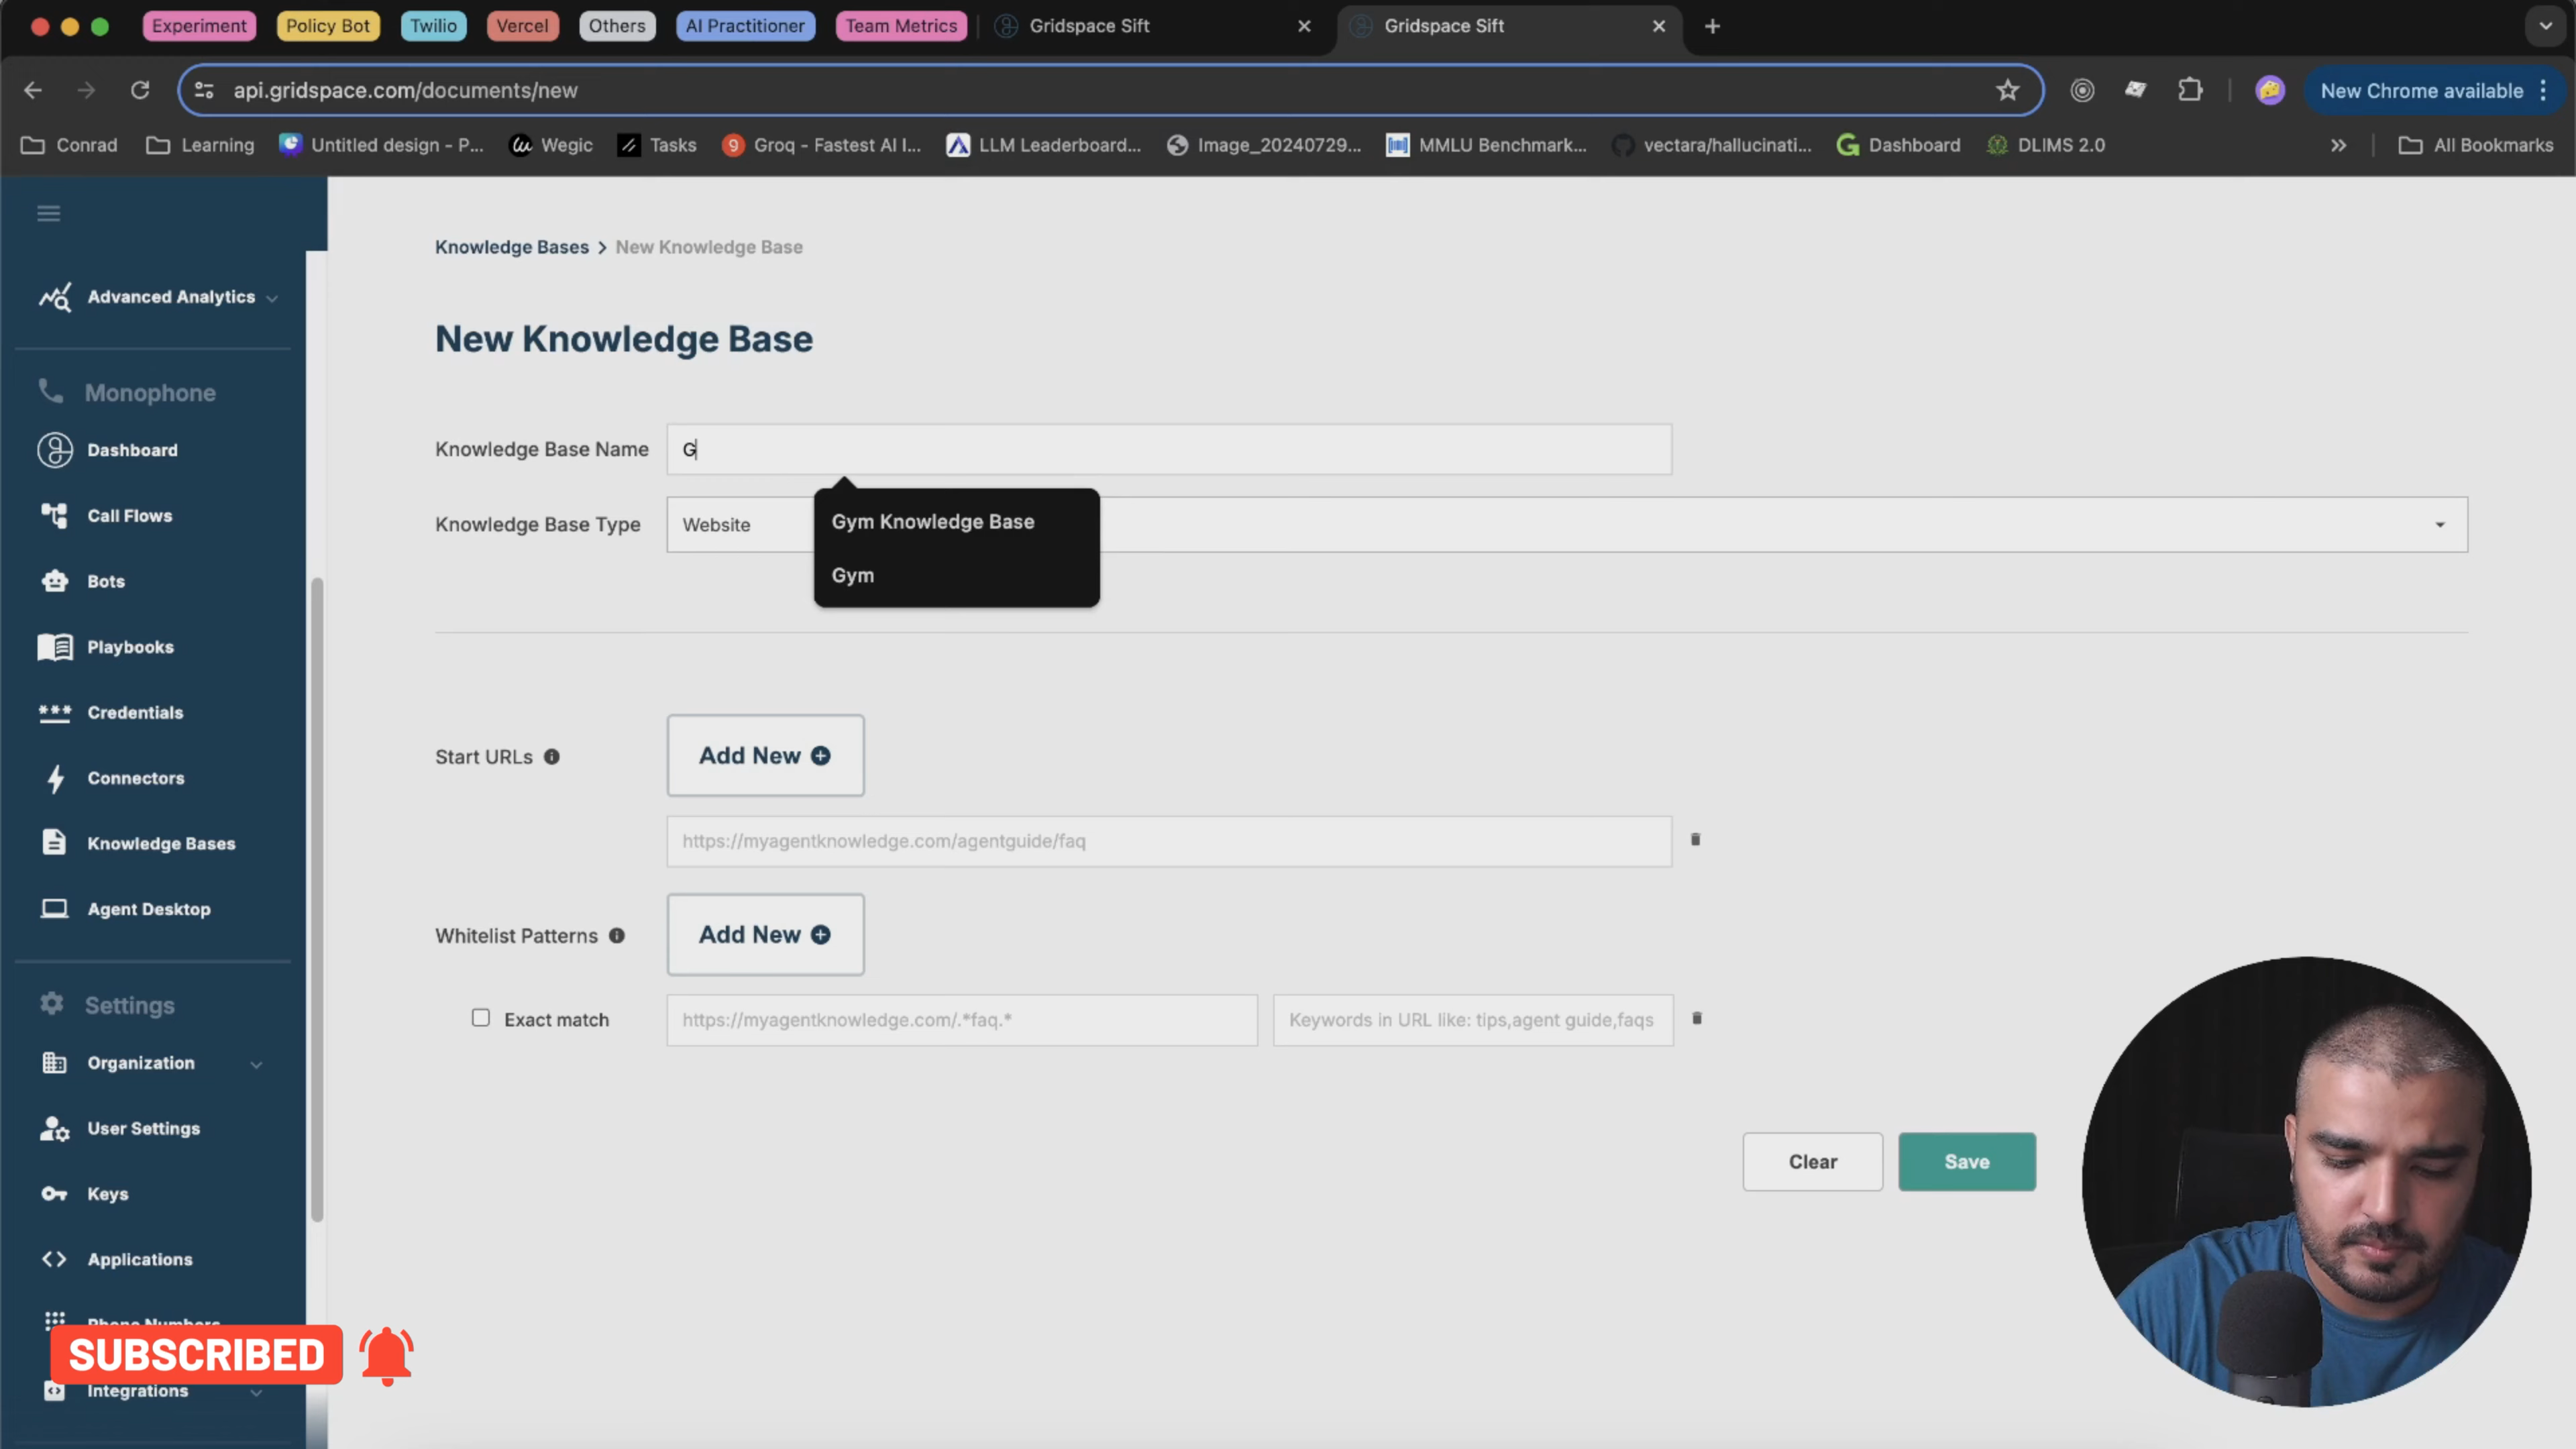 Experiment
Policy Bot
Twilio
Vercel
Others
AI Practitioner
Team Metrics
Gridspace Sift
Gridspace Sift
api.gridspace.com/documents/new
New Chrome available
Conrad
Learning
Untitled design - P...
Wegic
Tasks
Groq - Fastest AI I...
LLM Leaderboard...
Image_20240729...
MMLU Benchmark...
vectara/hallucinati...
Dashboard
DLIMS 2.0
All Bookmarks
Advanced Analytics
Monophone
Dashboard
Call Flows
Bots
Playbooks
Credentials
Connectors
Knowledge Bases
Agent Desktop
Settings
Organization
User Settings
Keys
Applications
Phone Numbers
SUBSCRIBED
Integrations
Knowledge Bases > New Knowledge Base
New Knowledge Base
Knowledge Base Name G
Knowledge Base Type Website
Gym Knowledge Base
Gym
Start URLs Add New
https://myagentknowledge.com/agentguide/faq
Whitelist Patterns Add New
Exact match https://myagentknowledge.com/.*faq.* Keywords in URL like: tips,agent guide,faqs
Clear Save